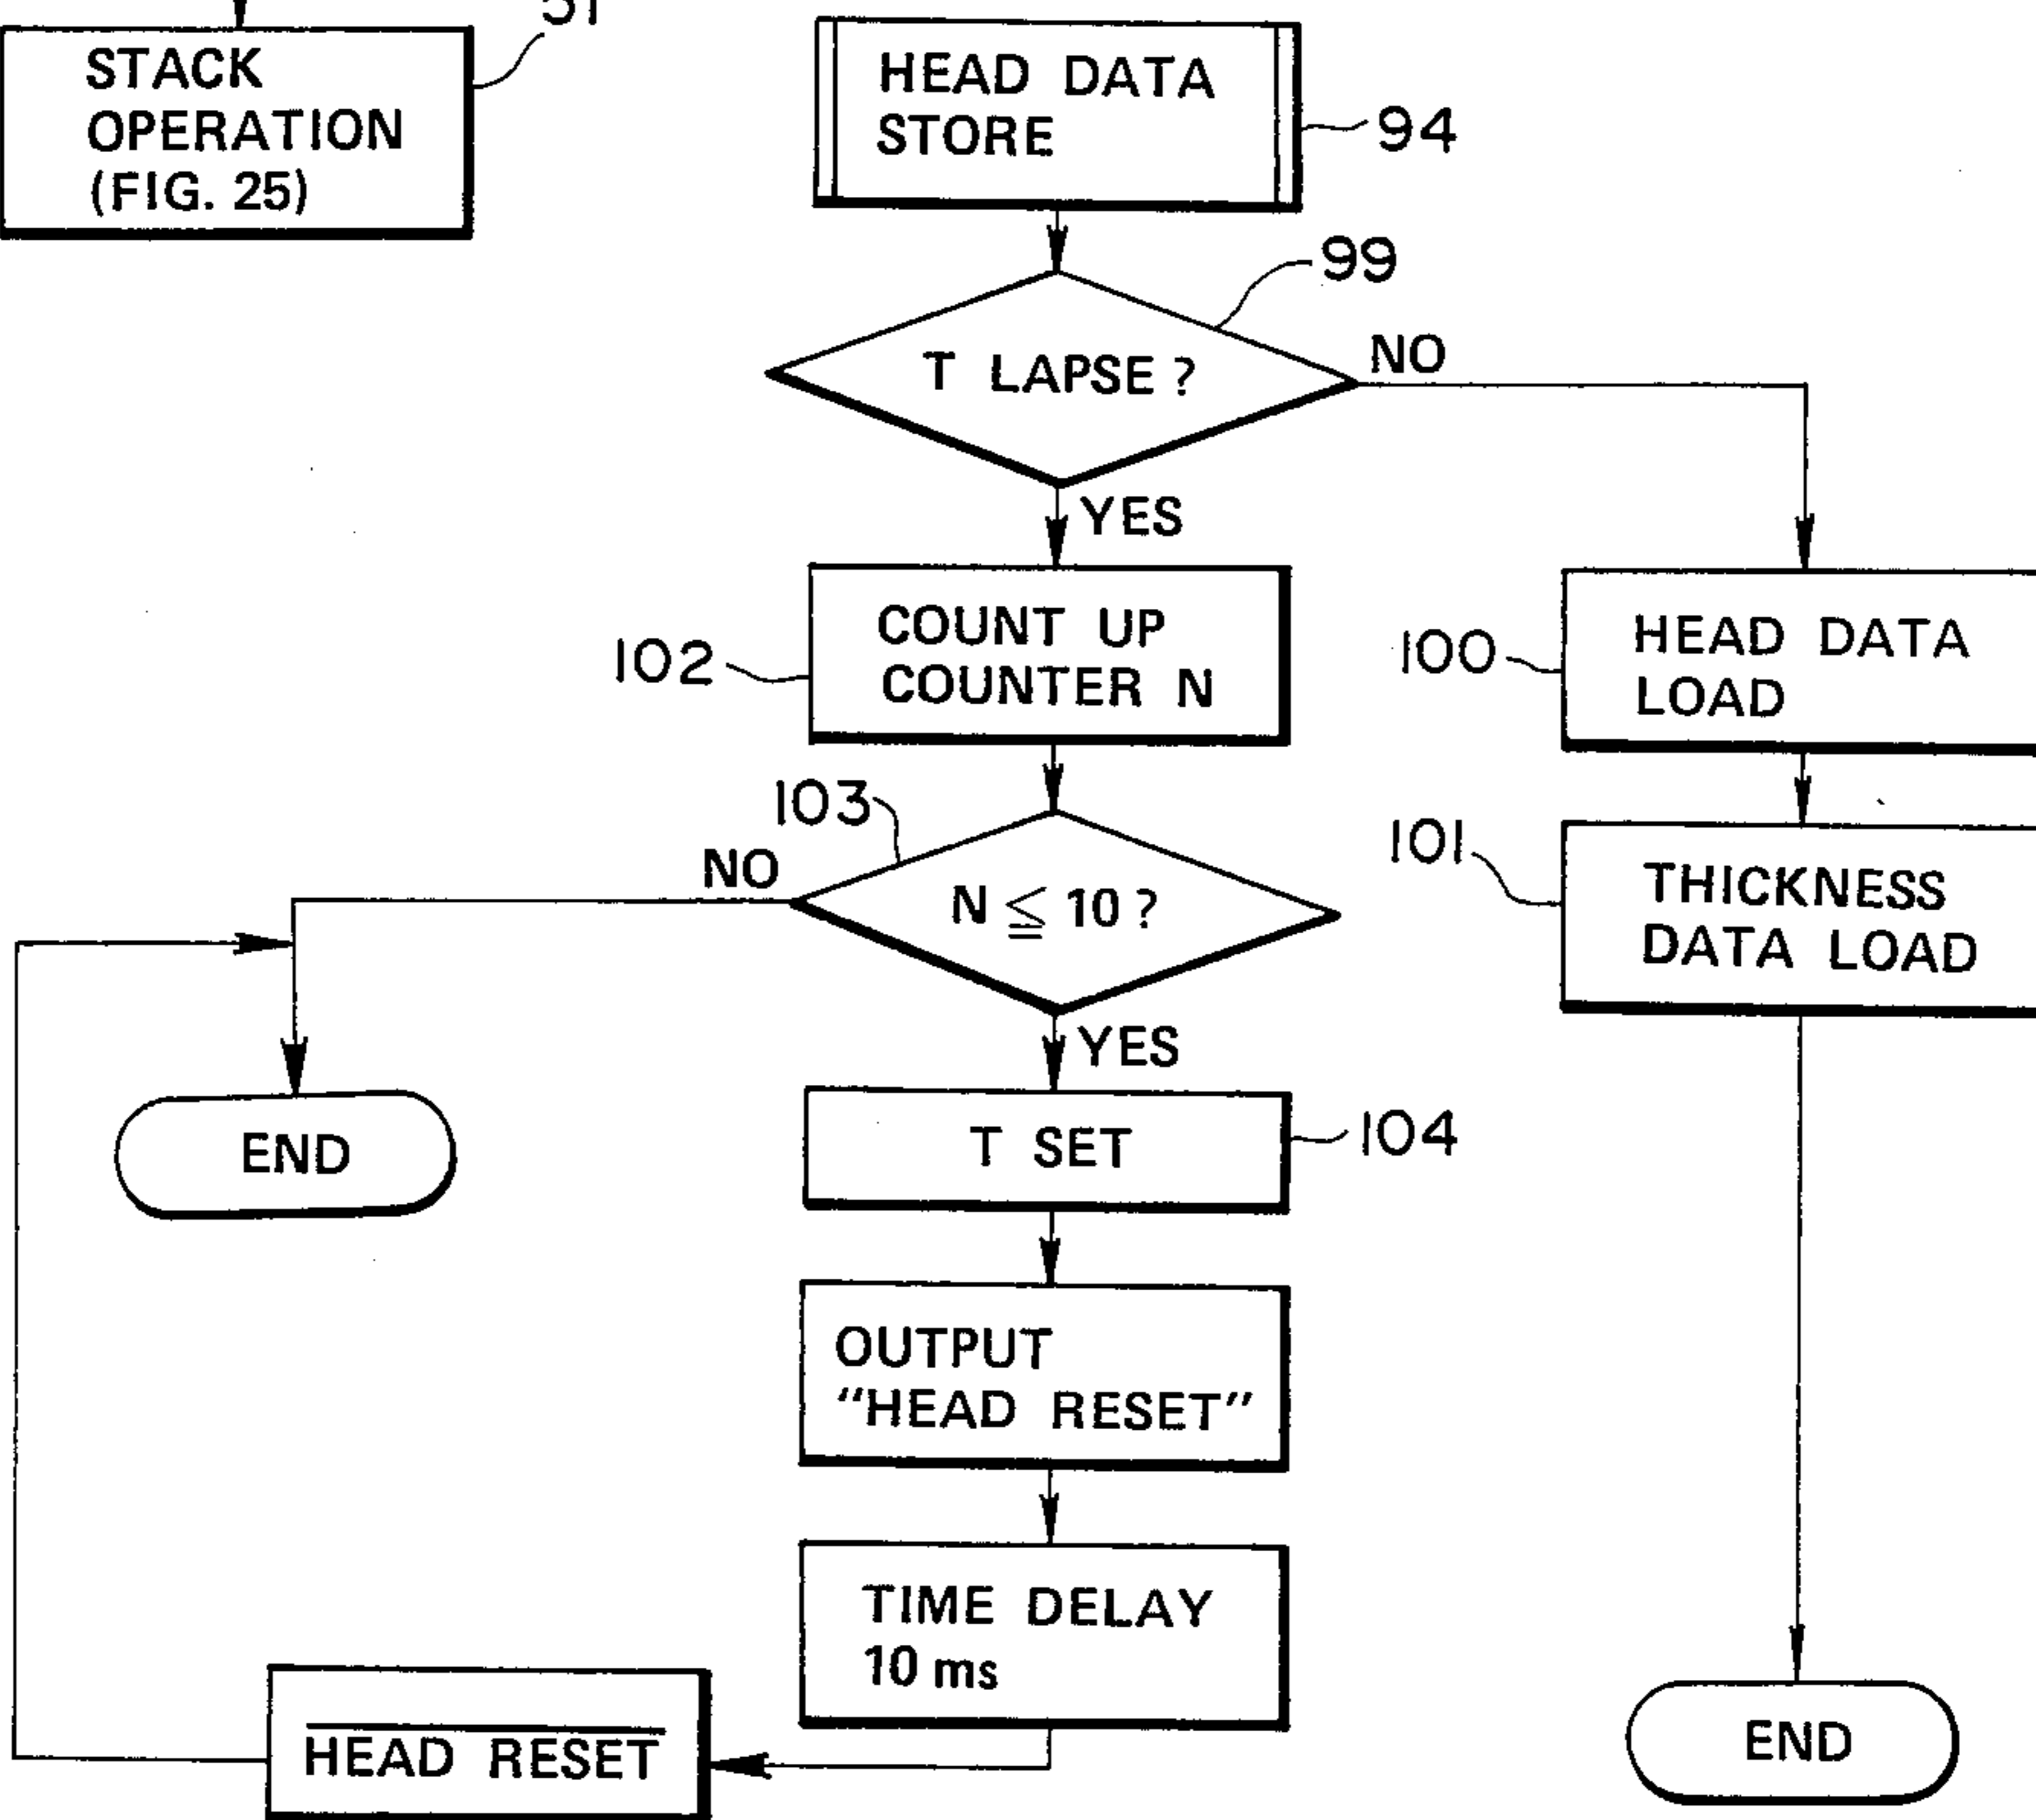 51
STACK
OPERATION
(FIG. 25)
HEAD DATA
STORE
94
99
T LAPSE ?
NO
YES
COUNT UP
COUNTER N
102
100
HEAD DATA
LOAD
103
NO
N ≦ 10 ?
101
THICKNESS
DATA LOAD
YES
END
T SET
104
OUTPUT
“HEAD RESET”
TIME DELAY
10 ms
HEAD RESET
END